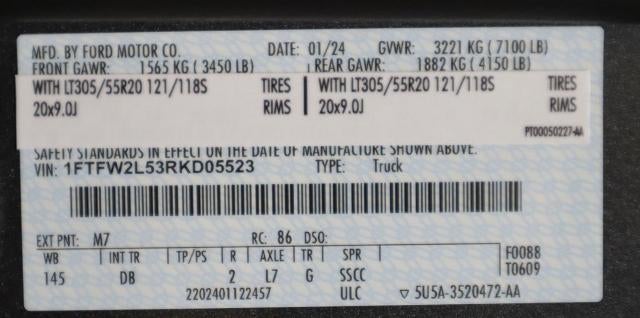 MFD. BY FORD MOTOR CO. DATE: 01/24 GVWR: 3221 KG ( 7100 LB)
FRONT GAWR: 1565 KG ( 3450 LB) REAR GAWR: 1882 KG ( 4150 LB)
WITH LT305/55R20 121/118S TIRES WITH LT305/55R20 121/118S TIRES
20x9.0J RIMS 20x9.0J RIMS
PT00050227-AA
SAFETY STANDARDS IN EFFECT ON THE DATE OF MANUFACTURE SHOWN ABOVE.
VIN: 1FTFW2L53RKD05523 TYPE: Truck
EXT PNT: M7 RC: 86 DSO:
WB INT TR TP/PS R AXLE TR SPR F0088
145 DB 2 L7 G SSCC T0609
2202401122457 ULC ▽ 5U5A-3520472-AA